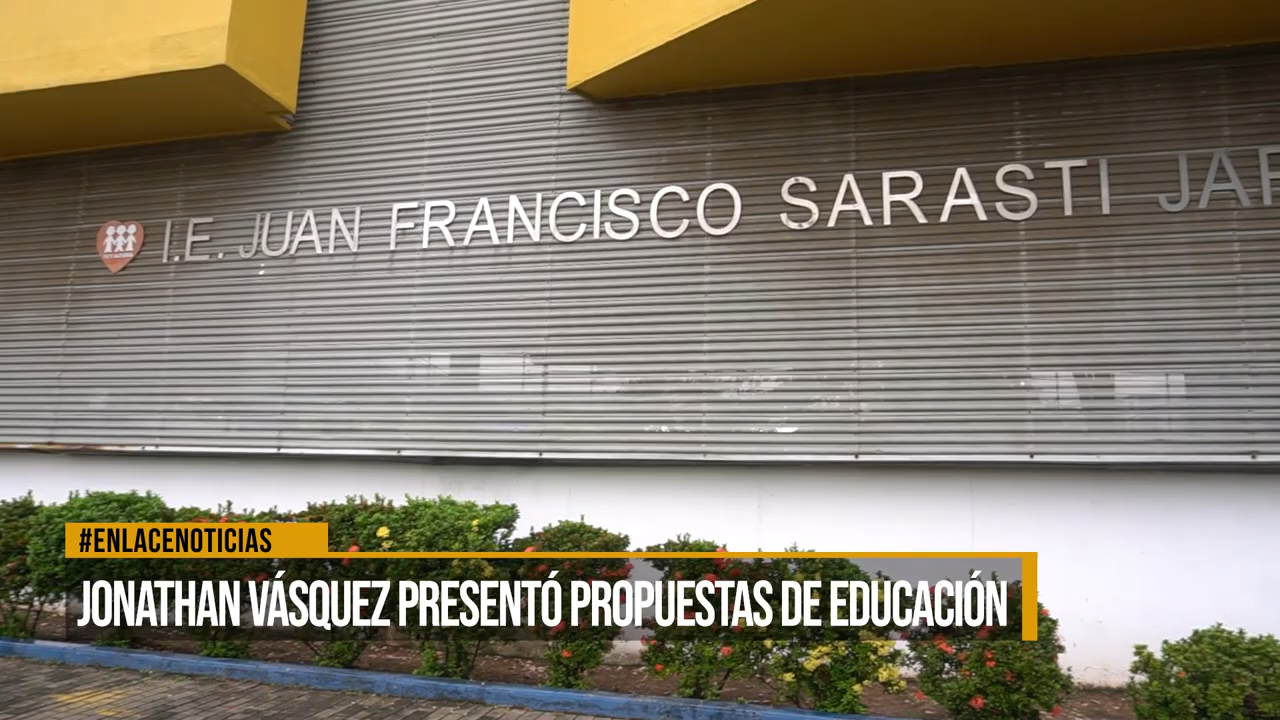 I.E. JUAN FRANCISCO SARASTI
#ENLACENOTICIAS
JONATHAN VÁSQUEZ PRESENTÓ PROPUESTAS DE EDUCACIÓN